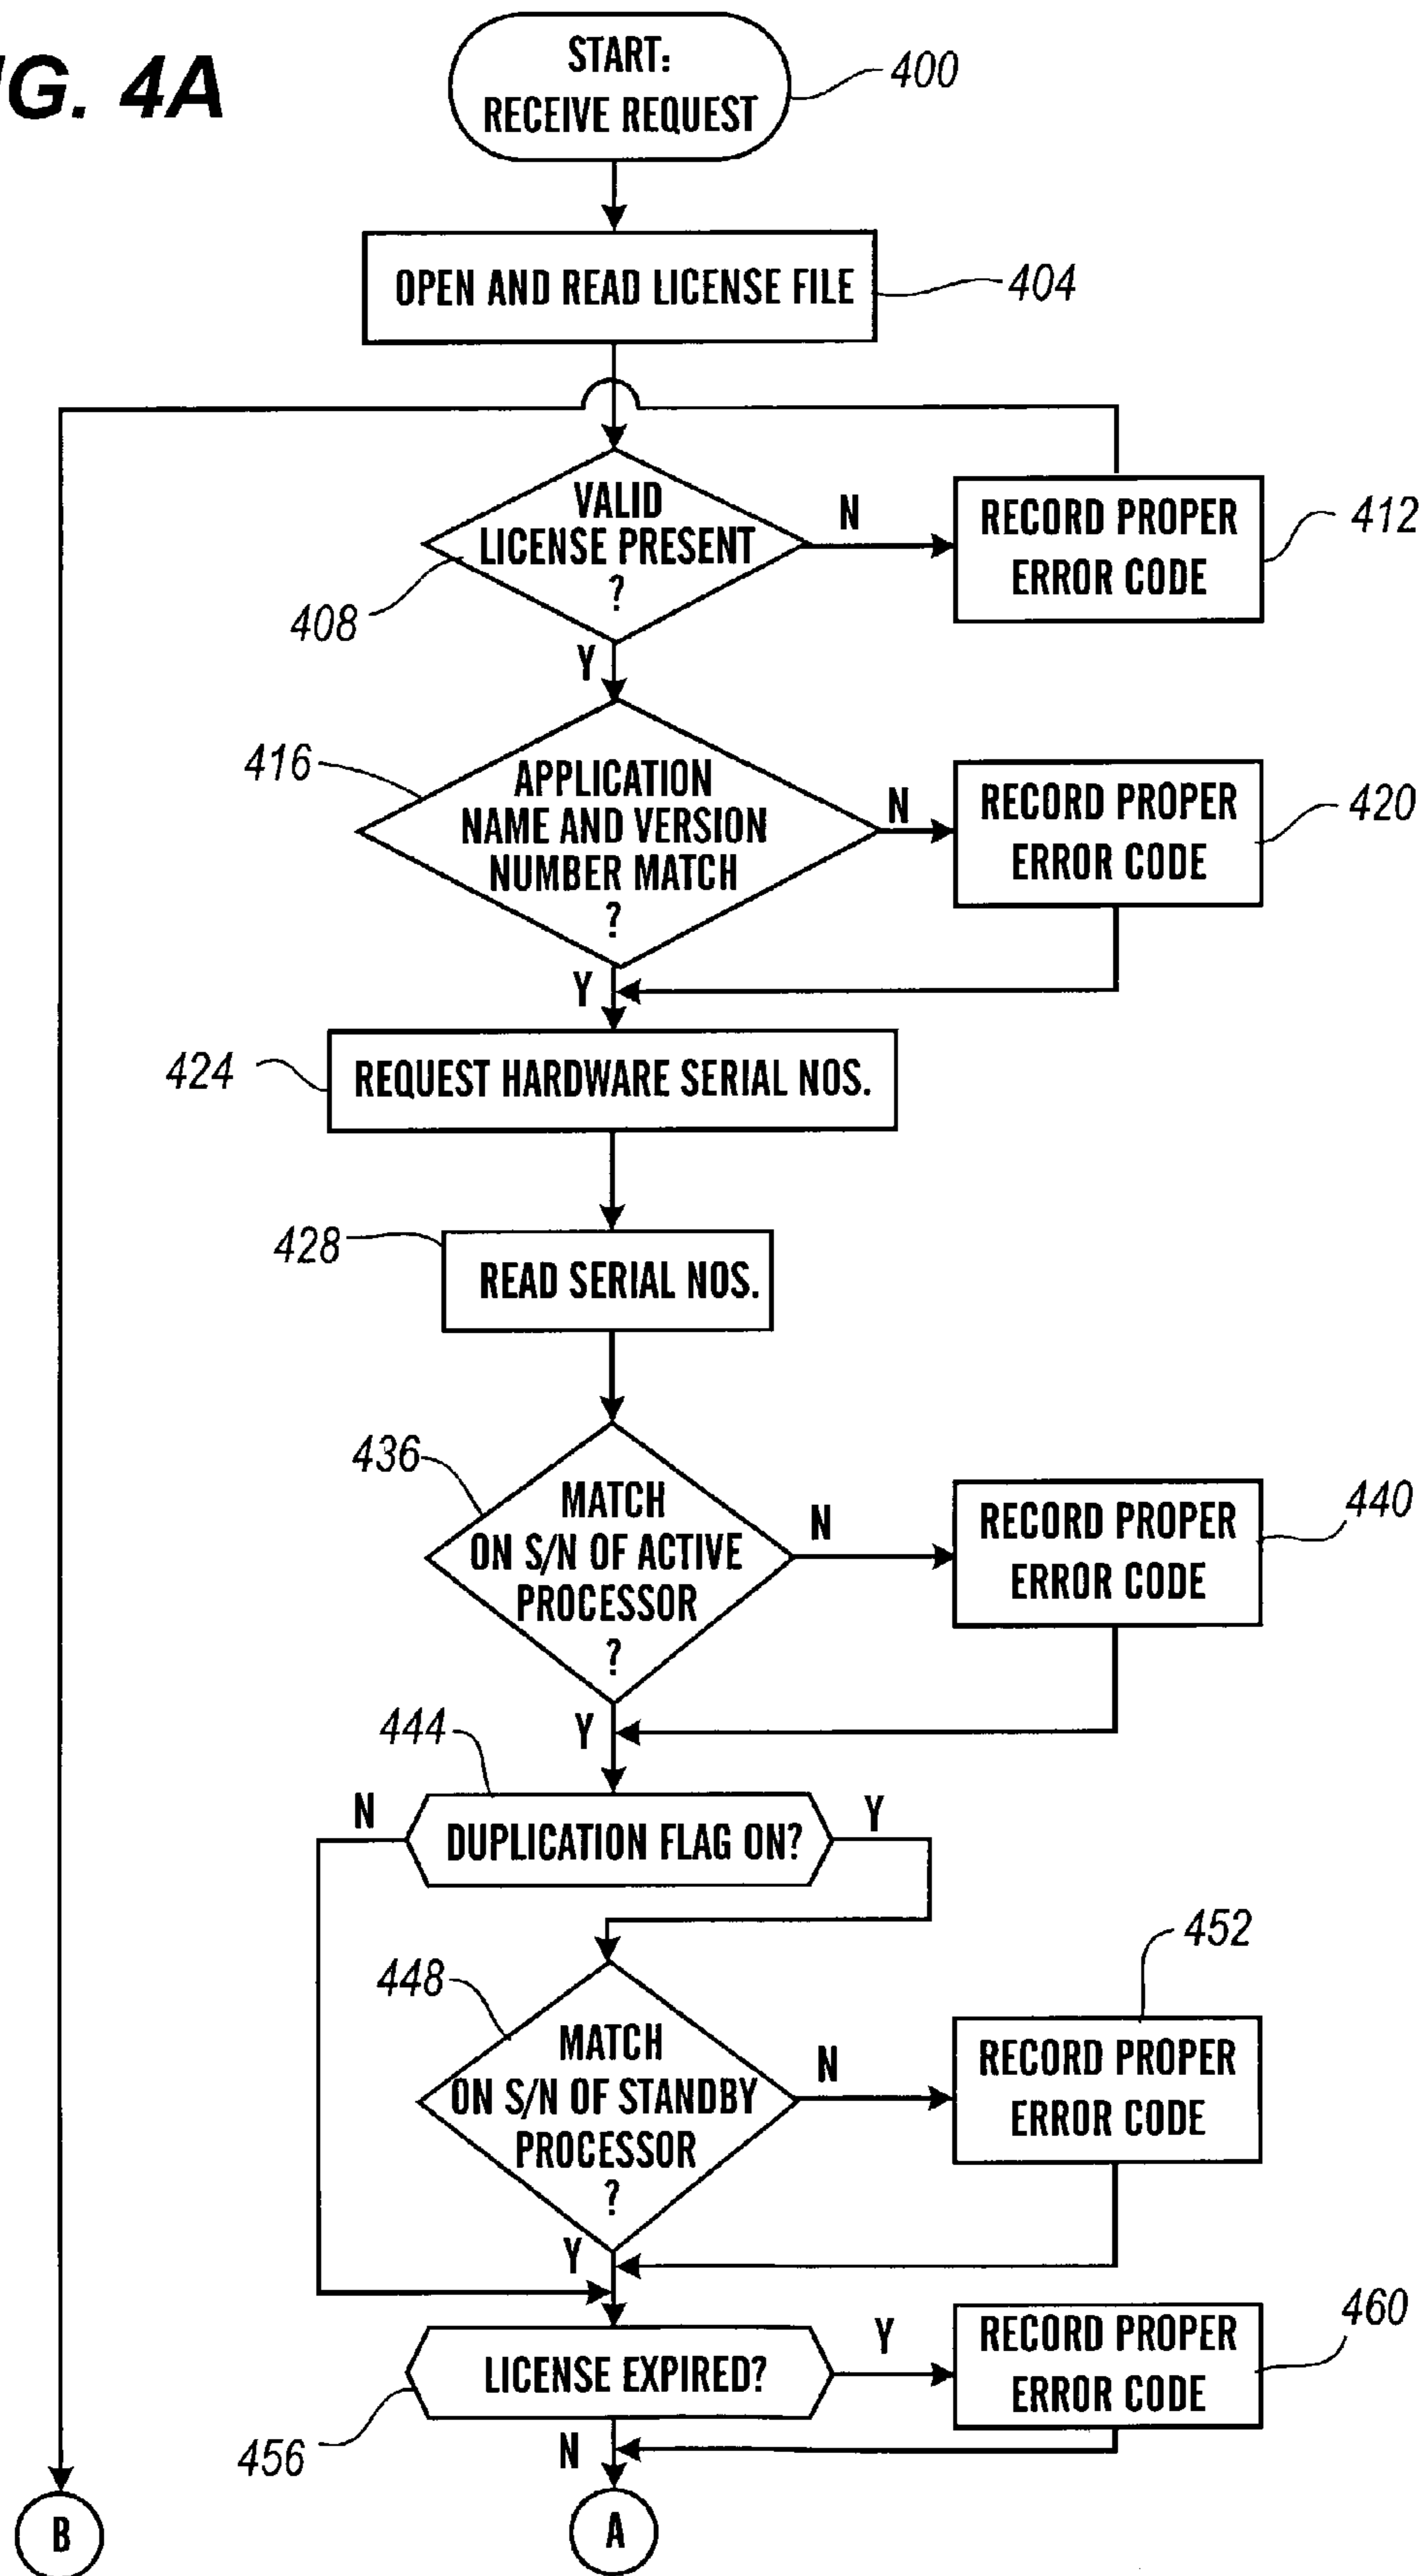 IG. 4A
START:
RECEIVE REQUEST
400
OPEN AND READ LICENSE FILE
404
VALID
LICENSE PRESENT
?
408
N
RECORD PROPER
ERROR CODE
412
Y
416
APPLICATION
NAME AND VERSION
NUMBER MATCH
?
N
RECORD PROPER
ERROR CODE
420
Y
424
REQUEST HARDWARE SERIAL NOS.
428
READ SERIAL NOS.
436
MATCH
ON S/N OF ACTIVE
PROCESSOR
?
N
RECORD PROPER
ERROR CODE
440
Y
444
N
DUPLICATION FLAG ON?
Y
448
MATCH
ON S/N OF STANDBY
PROCESSOR
?
N
452
RECORD PROPER
ERROR CODE
Y
LICENSE EXPIRED?
456
Y
RECORD PROPER
ERROR CODE
460
N
B
A